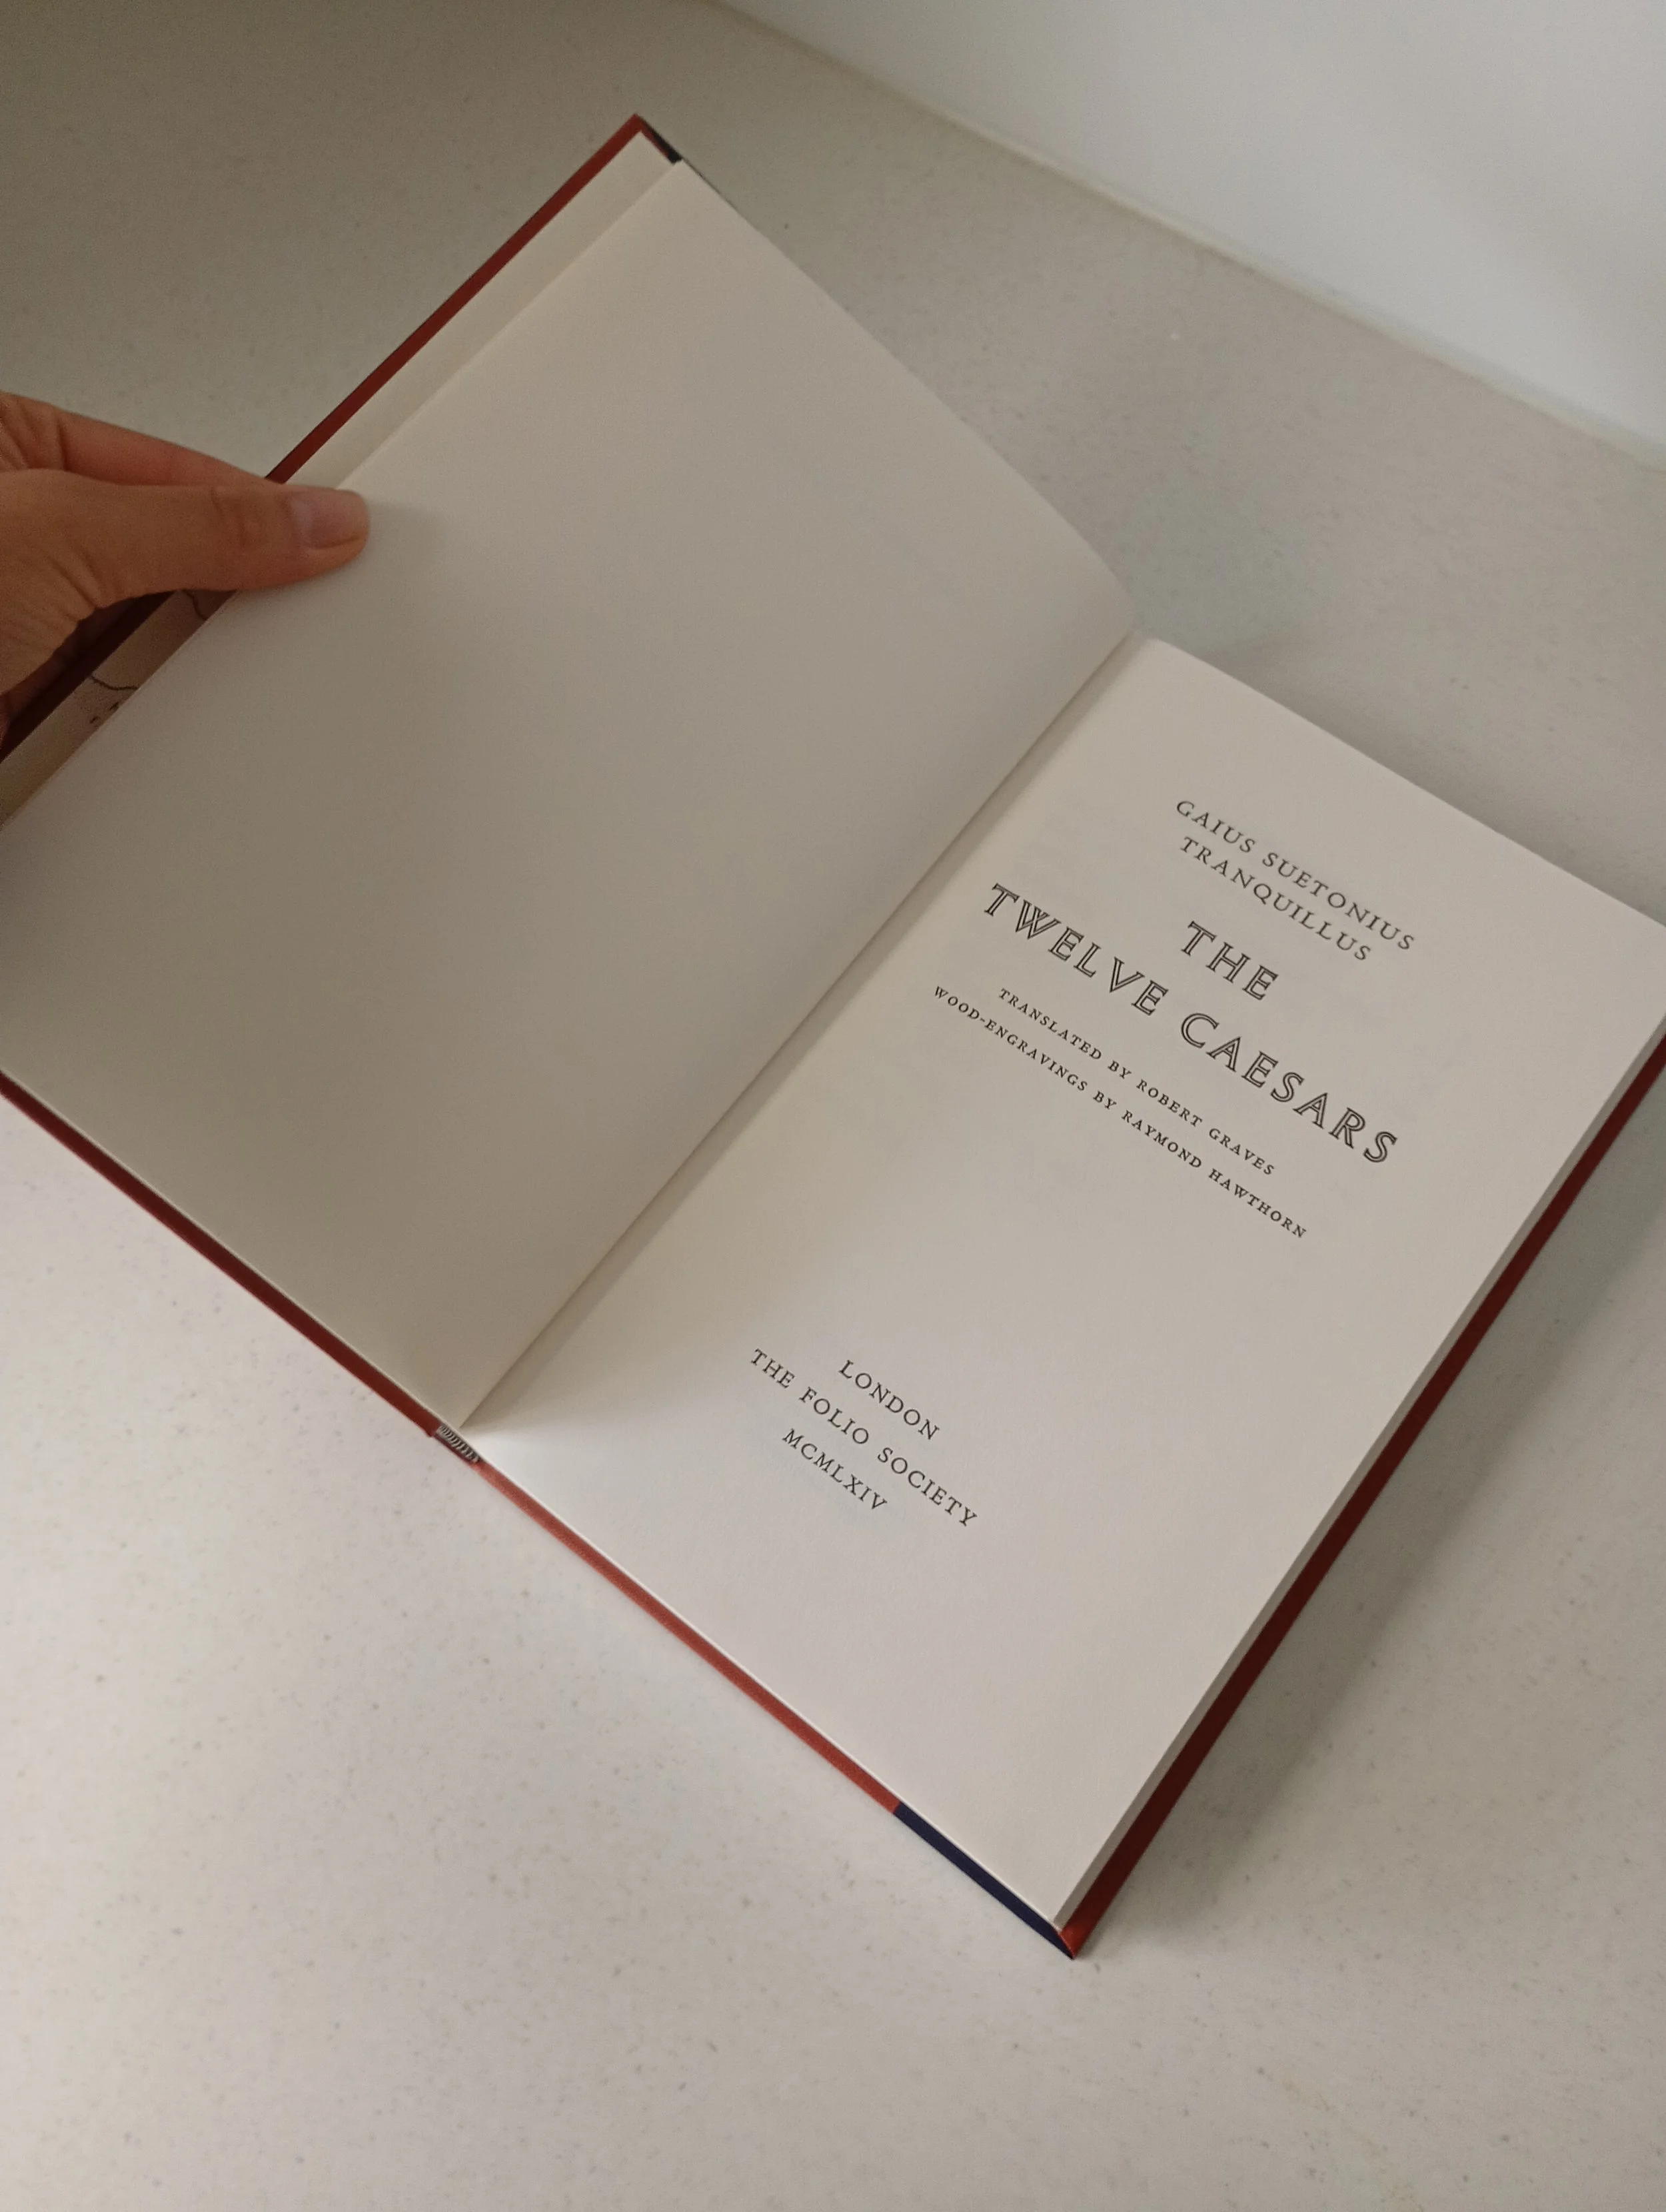 GAIUS SUETONIUS
TRANQUILLUS
THE
TWELVE CAESARS
TRANSLATED BY ROBERT GRAVES
WOOD-ENGRAVINGS BY RAYMOND HAWTHORN
LONDON
THE FOLIO SOCIETY
MCMLXIV